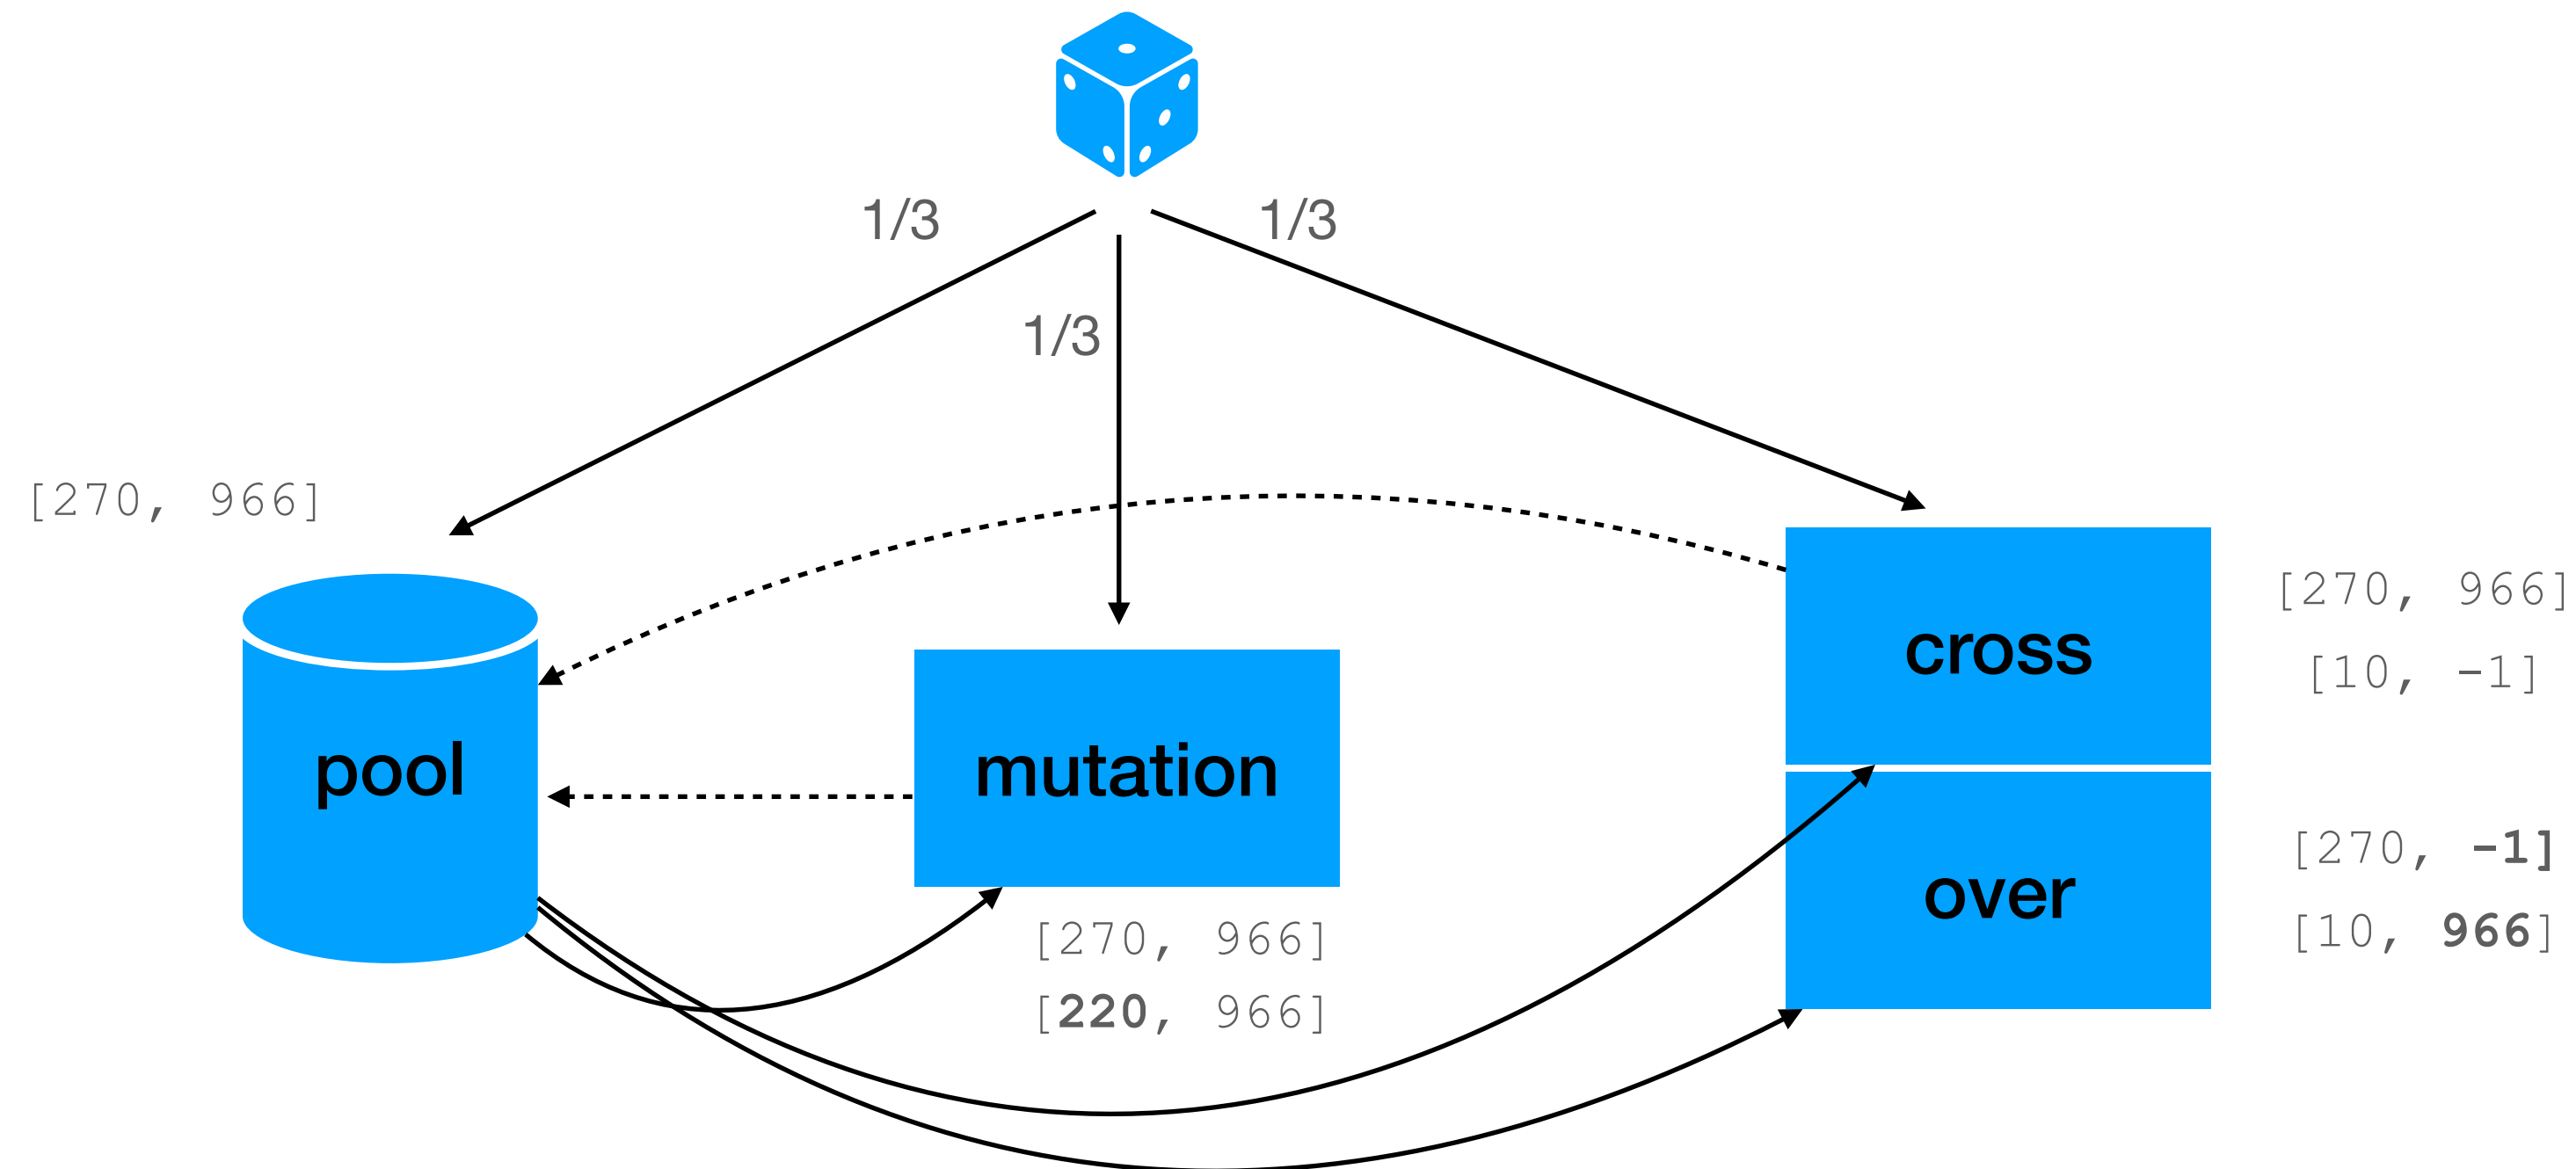 1/3
1/3
1/3
[270, 966]
pool
mutation
[270, 966]
[220, 966]
cross
over
[270, 966]
[10, -1]
[270, -1]
[10, 966]